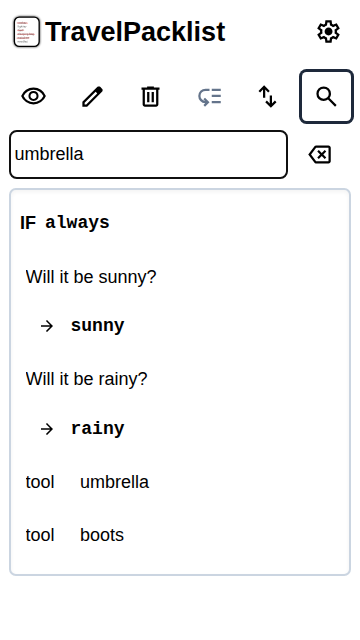 TravelPacklist
umbrella
IF always
Will it be sunny?
→ sunny
Will it be rainy?
→ rainy
tool umbrella
tool boots